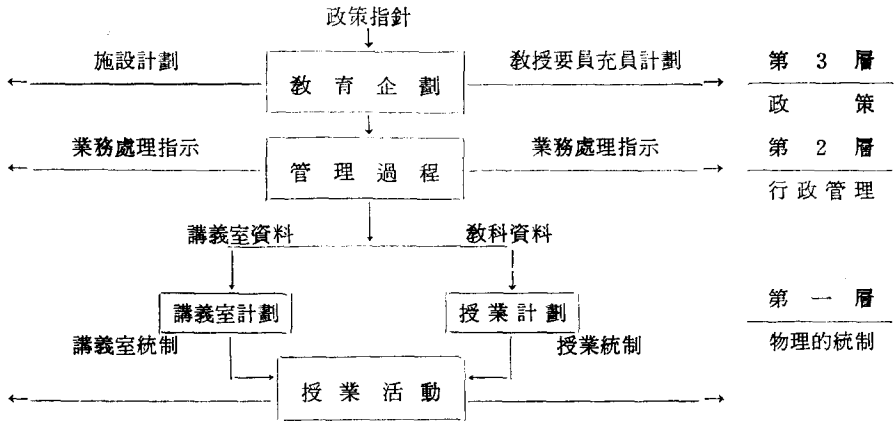 政策指針
施設計劃 教授要員充員計劃 第 3 層
教 育 企 劃
政 策
業務處理指示 業務處理指示 第 2 層
管 理 過 程
行政管理
講義室資料 教科資料
講義室計劃 授業計劃 第 一 層
講義室統制 授業統制 物理的統制
授 業 活 動